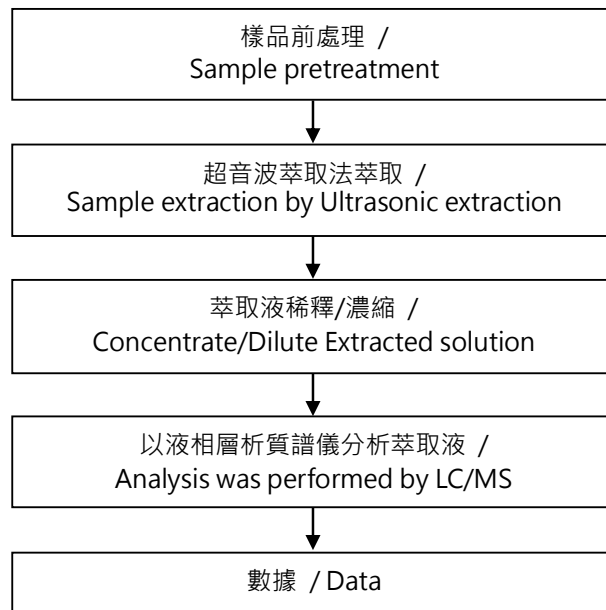 樣品前處理 /
Sample pretreatment
超音波萃取法萃取 /
Sample extraction by Ultrasonic extraction
萃取液稀釋/濃縮 /
Concentrate/Dilute Extracted solution
以液相層析質譜儀分析萃取液 /
Analysis was performed by LC/MS
數據 / Data